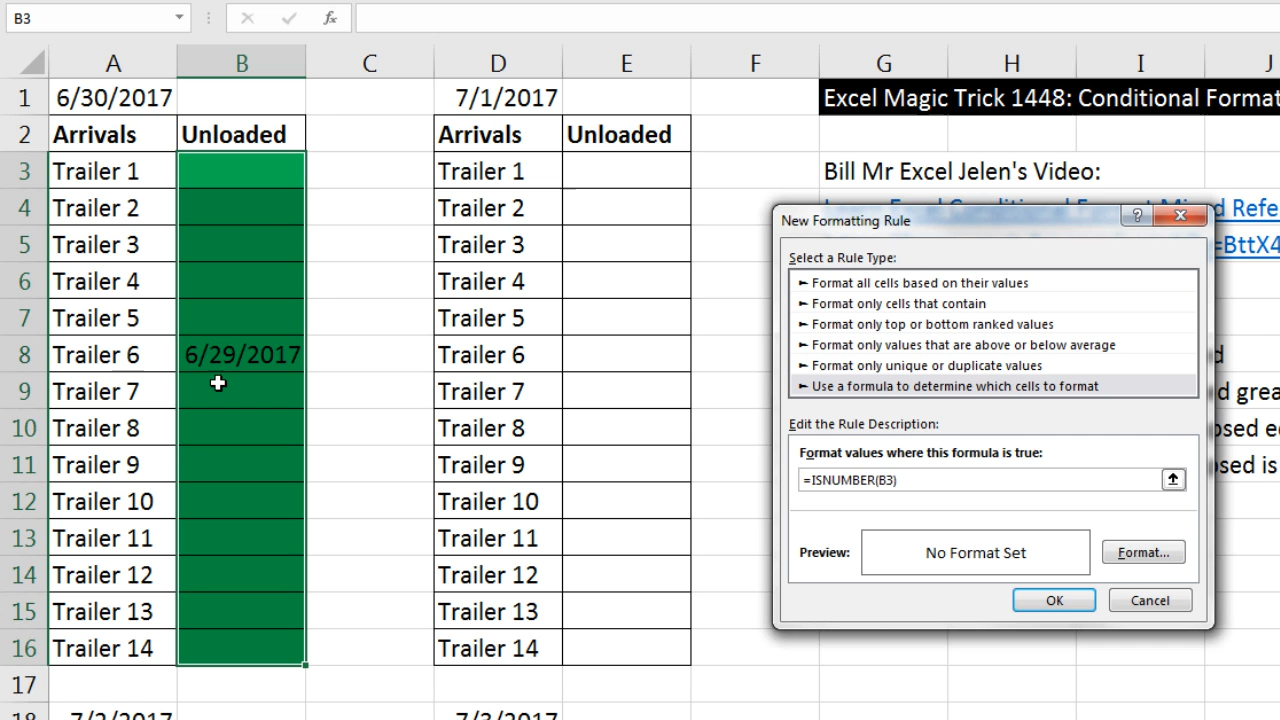 B3
fx
A B C D E F G H I J
1 6/30/2017 7/1/2017 Excel Magic Trick 1448: Conditional Format
2 Arrivals Unloaded Arrivals Unloaded
3 Trailer 1 Trailer 1 Bill Mr Excel Jelen's Video:
4 Trailer 2 Trailer 2
5 Trailer 3 Trailer 3 =BttX4
6 Trailer 4 Trailer 4
7 Trailer 5 Trailer 5
8 Trailer 6 6/29/2017 Trailer 6
9 Trailer 7 Trailer 7 d grea
10 Trailer 8 Trailer 8
11 Trailer 9 Trailer 9
12 Trailer 10 Trailer 10
13 Trailer 11 Trailer 11
14 Trailer 12 Trailer 12
15 Trailer 13 Trailer 13
16 Trailer 14 Trailer 14
17
18 7/2/2017 7/3/2017
New Formatting Rule
?
Select a Rule Type:
► Format all cells based on their values
► Format only cells that contain
► Format only top or bottom ranked values
► Format only values that are above or below average
► Format only unique or duplicate values
► Use a formula to determine which cells to format
Edit the Rule Description:
Format values where this formula is true:
=ISNUMBER(B3)
Preview: No Format Set Format...
OK Cancel